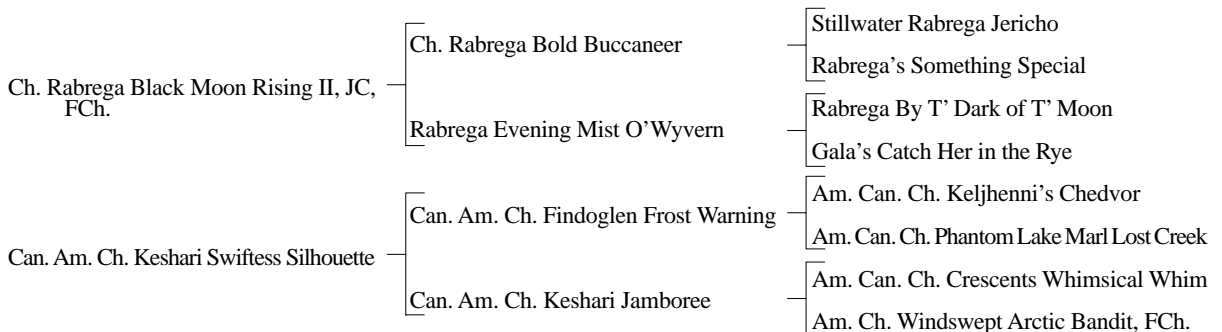 Stillwater Rabrega Jericho
Ch. Rabrega Bold Buccaneer
Rabrega's Something Special
Ch. Rabrega Black Moon Rising II, JC,
FCh.
Rabrega By T' Dark of T' Moon
Rabrega Evening Mist O'Wyvern
Gala's Catch Her in the Rye
Am. Can. Ch. Keljhenni's Chedvor
Can. Am. Ch. Findoglen Frost Warning
Am. Can. Ch. Phantom Lake Marl Lost Creek
Can. Am. Ch. Keshari Swiftess Silhouette
Am. Can. Ch. Crescents Whimsical Whim
Can. Am. Ch. Keshari Jamboree
Am. Ch. Windswept Arctic Bandit, FCh.